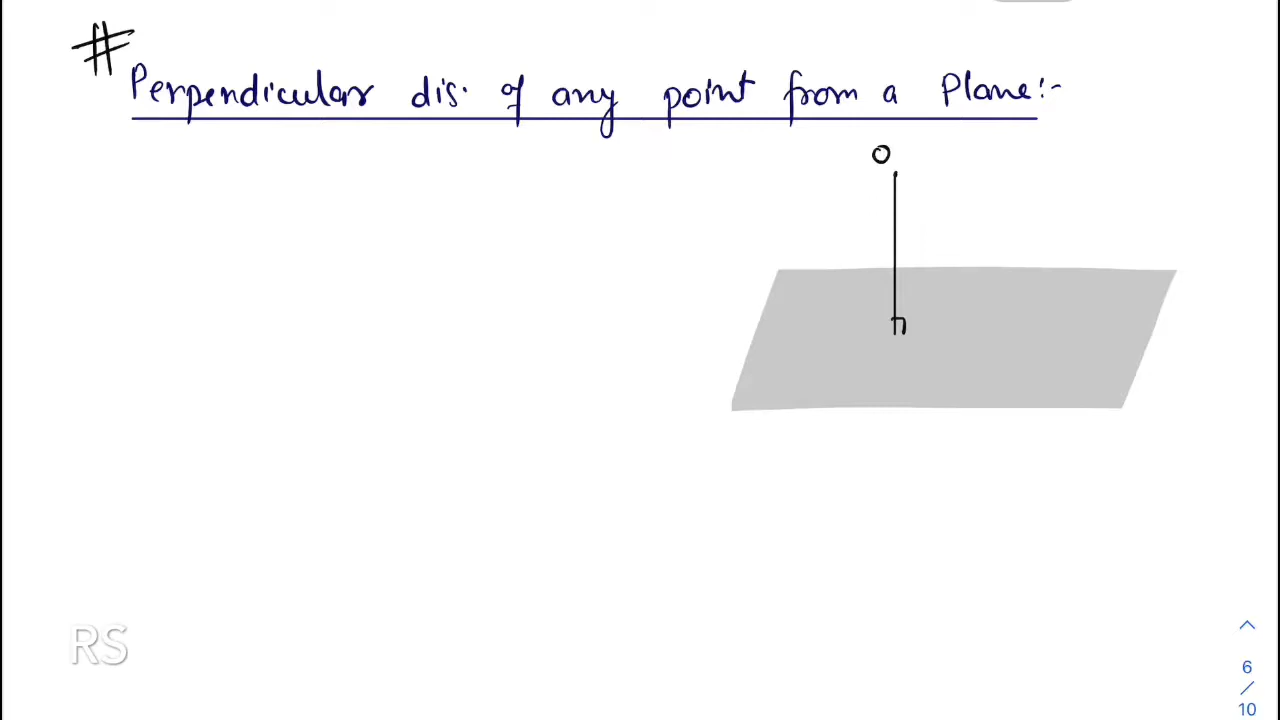 #
Perpendicular dis. of any point from a Plane:-
O
RS
6
/
10